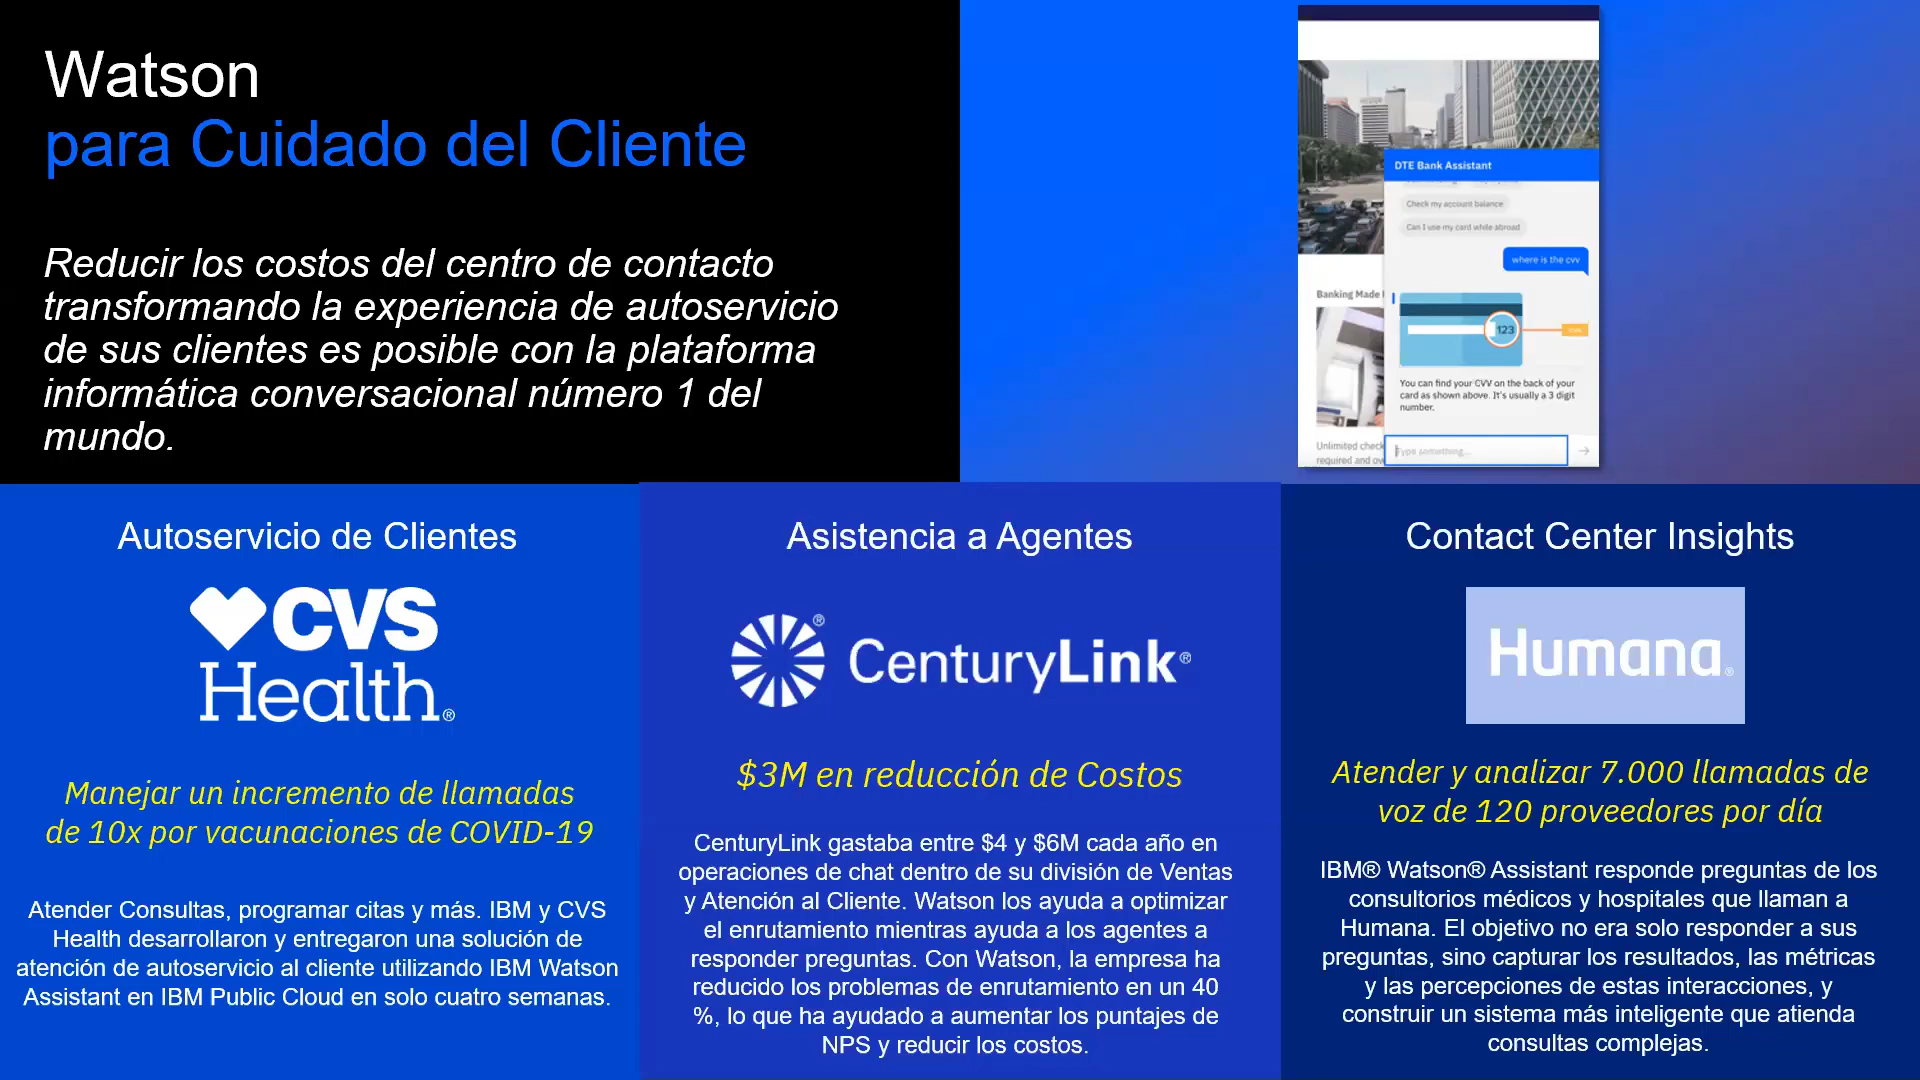 Watson
para Cuidado del Cliente
Reducir los costos del centro de contacto
transformando la experiencia de autoservicio
de sus clientes es posible con la plataforma
informática conversacional número 1 del
mundo.
DTE Bank Assistant
Check my account balance
Can I use my card while abroad
where is the cvv
Banking Made
123
You can find your CVV on the back of your
card as shown above. It's usually a 3 digit
number.
Unlimited check
required and ov
Type something...
Autoservicio de Clientes
CVS
Health®
Manejar un incremento de llamadas
de 10x por vacunaciones de COVID-19
Atender Consultas, programar citas y más. IBM y CVS
Health desarrollaron y entregaron una solución de
atención de autoservicio al cliente utilizando IBM Watson
Assistant en IBM Public Cloud en solo cuatro semanas.
Asistencia a Agentes
CenturyLink®
$3M en reducción de Costos
CenturyLink gastaba entre $4 y $6M cada año en
operaciones de chat dentro de su división de Ventas
y Atención al Cliente. Watson los ayuda a optimizar
el enrutamiento mientras ayuda a los agentes a
responder preguntas. Con Watson, la empresa ha
reducido los problemas de enrutamiento en un 40
%, lo que ha ayudado a aumentar los puntajes de
NPS y reducir los costos.
Contact Center Insights
Humana®
Atender y analizar 7.000 llamadas de
voz de 120 proveedores por día
IBM® Watson® Assistant responde preguntas de los
consultorios médicos y hospitales que llaman a
Humana. El objetivo no era solo responder a sus
preguntas, sino capturar los resultados, las métricas
y las percepciones de estas interacciones, y
construir un sistema más inteligente que atienda
consultas complejas.